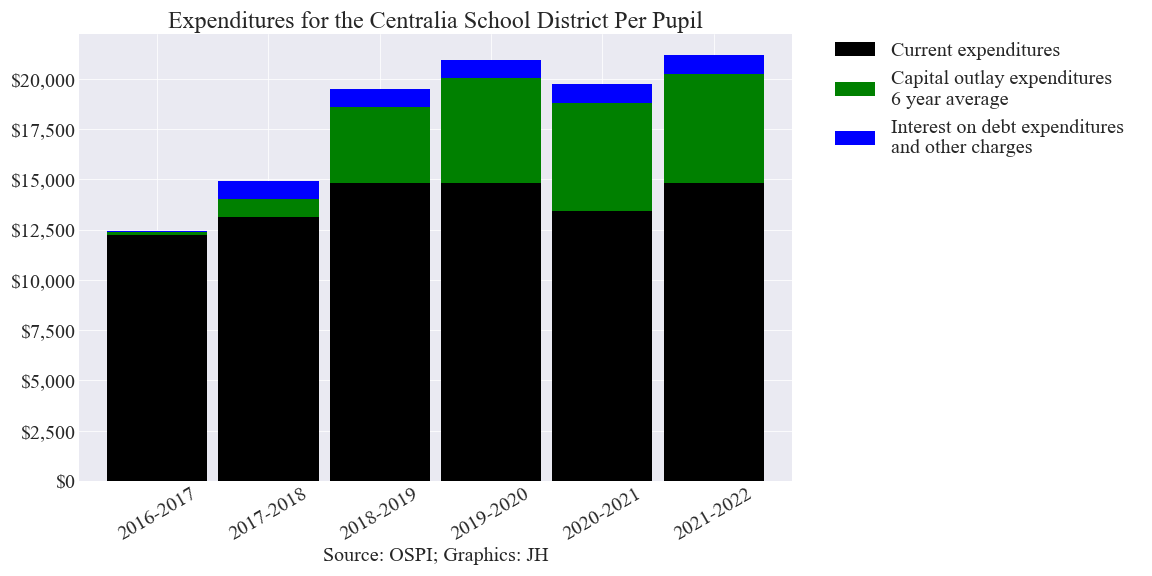 Expenditures for the Centralia School District Per Pupil
$20,000
$17,500
$15,000
$12,500
$10,000
$7,500
$5,000
$2,500
$0
2016-2017
2017-2018
2018-2019
2019-2020
2020-2021
2021-2022
Source: OSPI; Graphics: JH
Current expenditures
Capital outlay expenditures
6 year average
Interest on debt expenditures
and other charges